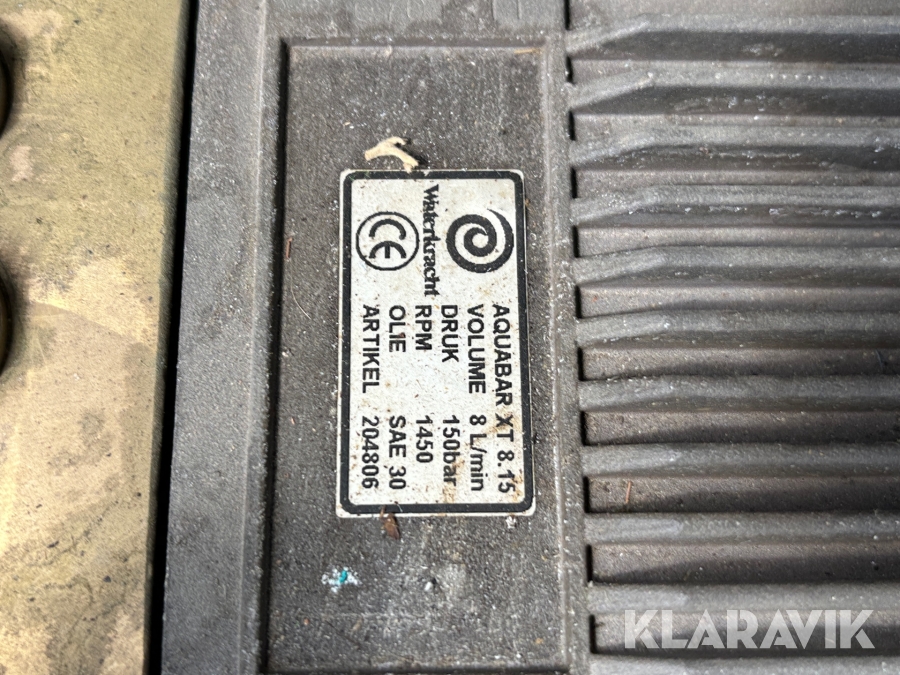 Waterkracht
CE
AQUABAR XT 8.15
VOLUME 8 L/min
DRUK 150bar
RPM 1450
OLIE SAE 30
ARTIKEL 204806
KLARAVIK